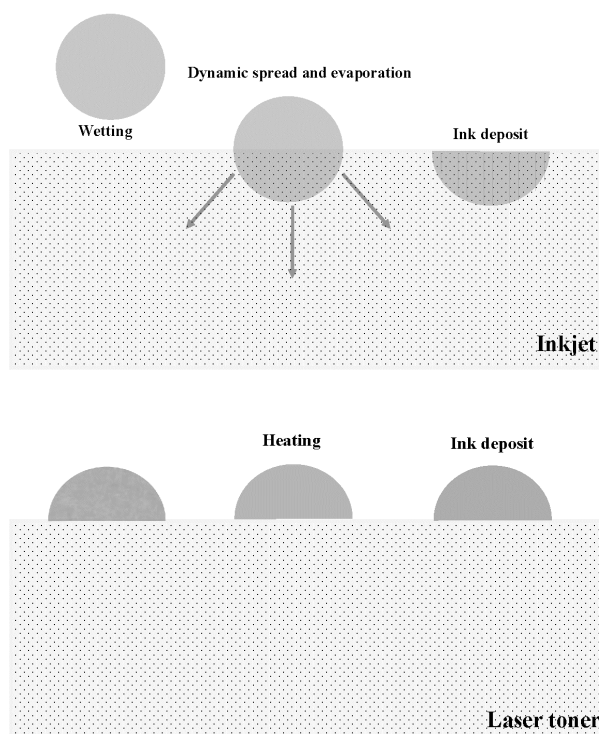 Dynamic spread and evaporation
Wetting
Ink deposit
Inkjet
Heating
Ink deposit
Laser toner